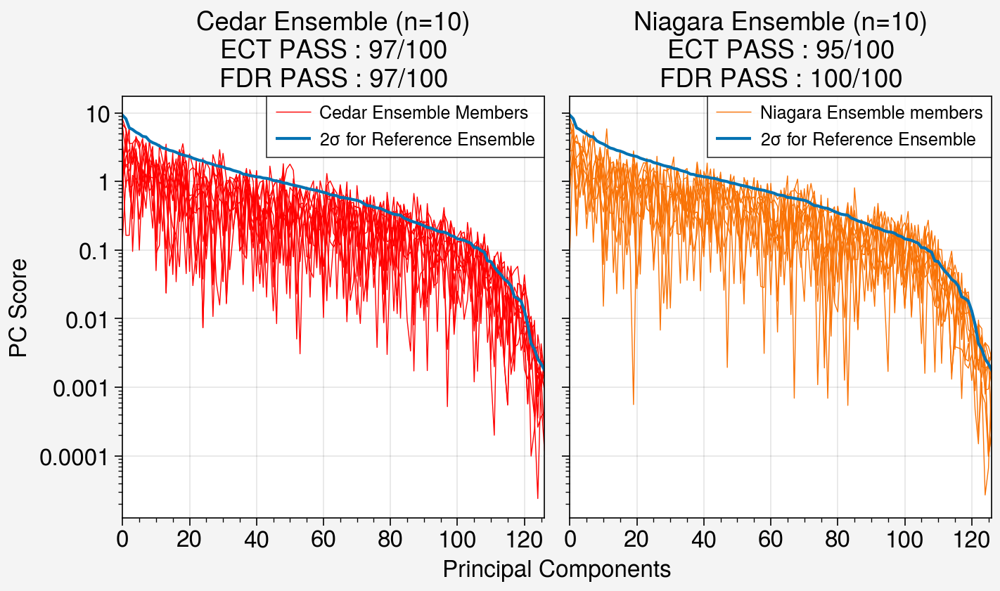 Cedar Ensemble (n=10)
ECT PASS : 97/100
FDR PASS : 97/100
Niagara Ensemble (n=10)
ECT PASS : 95/100
FDR PASS : 100/100
Cedar Ensemble Members
2σ for Reference Ensemble
Niagara Ensemble members
2σ for Reference Ensemble
PC Score
10
1
0.1
0.01
0.001
0.0001
0 20 40 60 80 100 120
0 20 40 60 80 100 120
Principal Components